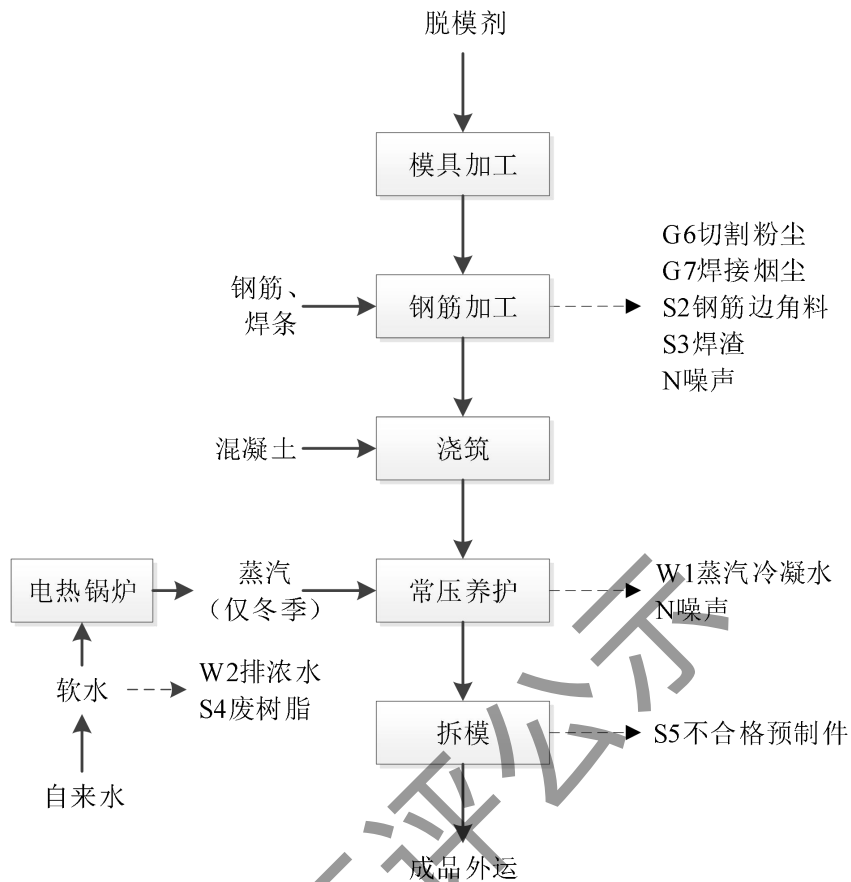 脱模剂
模具加工
钢筋、
焊条
钢筋加工
G6切割粉尘
G7焊接烟尘
S2钢筋边角料
S3焊渣
N噪声
混凝土
浇筑
电热锅炉
蒸汽
（仅冬季）
常压养护
W1蒸汽冷凝水
N噪声
软水
W2排浓水
S4废树脂
拆模
S5不合格预制件
自来水
成品外运
评公示